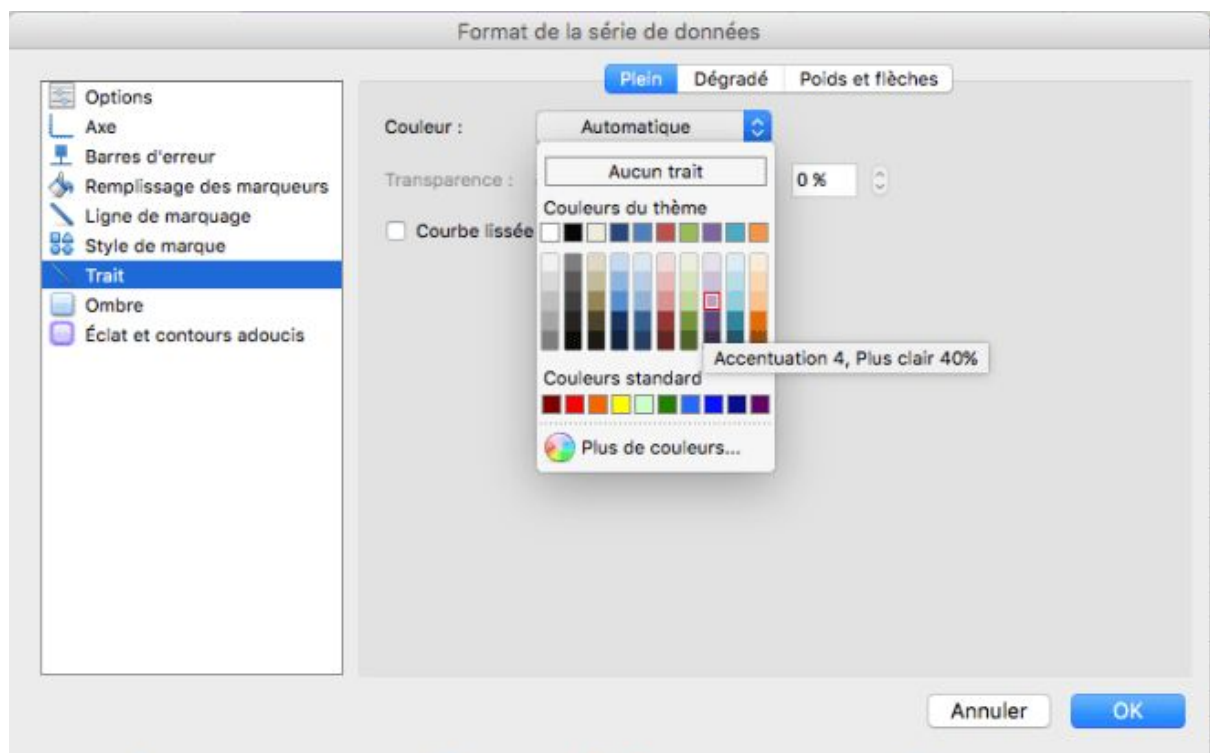 Format de la série de données
Plein Dégradé Poids et flèches
Options
Axe
Barres d'erreur
Remplissage des marqueurs
Ligne de marquage
Style de marque
Trait
Ombre
Éclat et contours adoucis
Couleur : Automatique
Aucun trait
Transparence : 0 %
Couleurs du thème
Courbe lissée
Accentuation 4, Plus clair 40%
Couleurs standard
Plus de couleurs...
Annuler OK